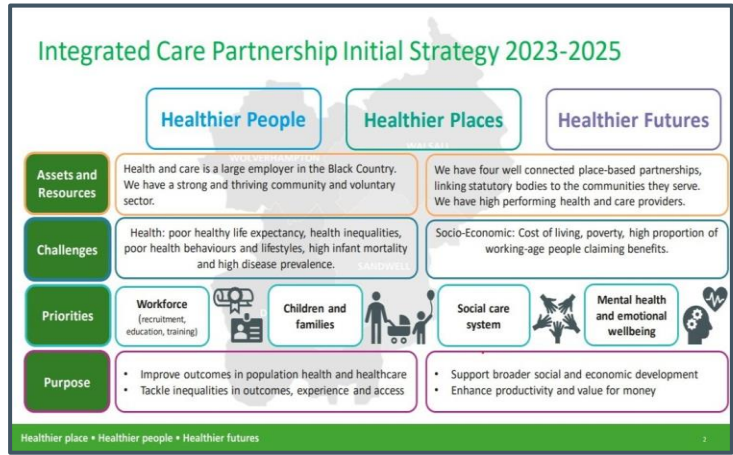 Integrated Care Partnership Initial Strategy 2023-2025
Healthier People
Healthier Places
Healthier Futures
WOLVERHAMPTON
WALSALL
Assets and
Resources
Health and care is a large employer in the Black Country.
We have a strong and thriving community and voluntary
sector.
We have four well connected place-based partnerships,
linking statutory bodies to the communities they serve.
We have high performing health and care providers.
Challenges
Health: poor healthy life expectancy, health inequalities,
poor health behaviours and lifestyles, high infant mortality
and high disease prevalence.
Socio-Economic: Cost of living, poverty, high proportion of
working-age people claiming benefits.
SANDWELL
Priorities
Workforce
(recruitment,
education, training)
Children and
families
Social care
system
Mental health
and emotional
wellbeing
Purpose
• Improve outcomes in population health and healthcare
• Tackle inequalities in outcomes, experience and access
• Support broader social and economic development
• Enhance productivity and value for money
Healthier place • Healthier people • Healthier futures
2